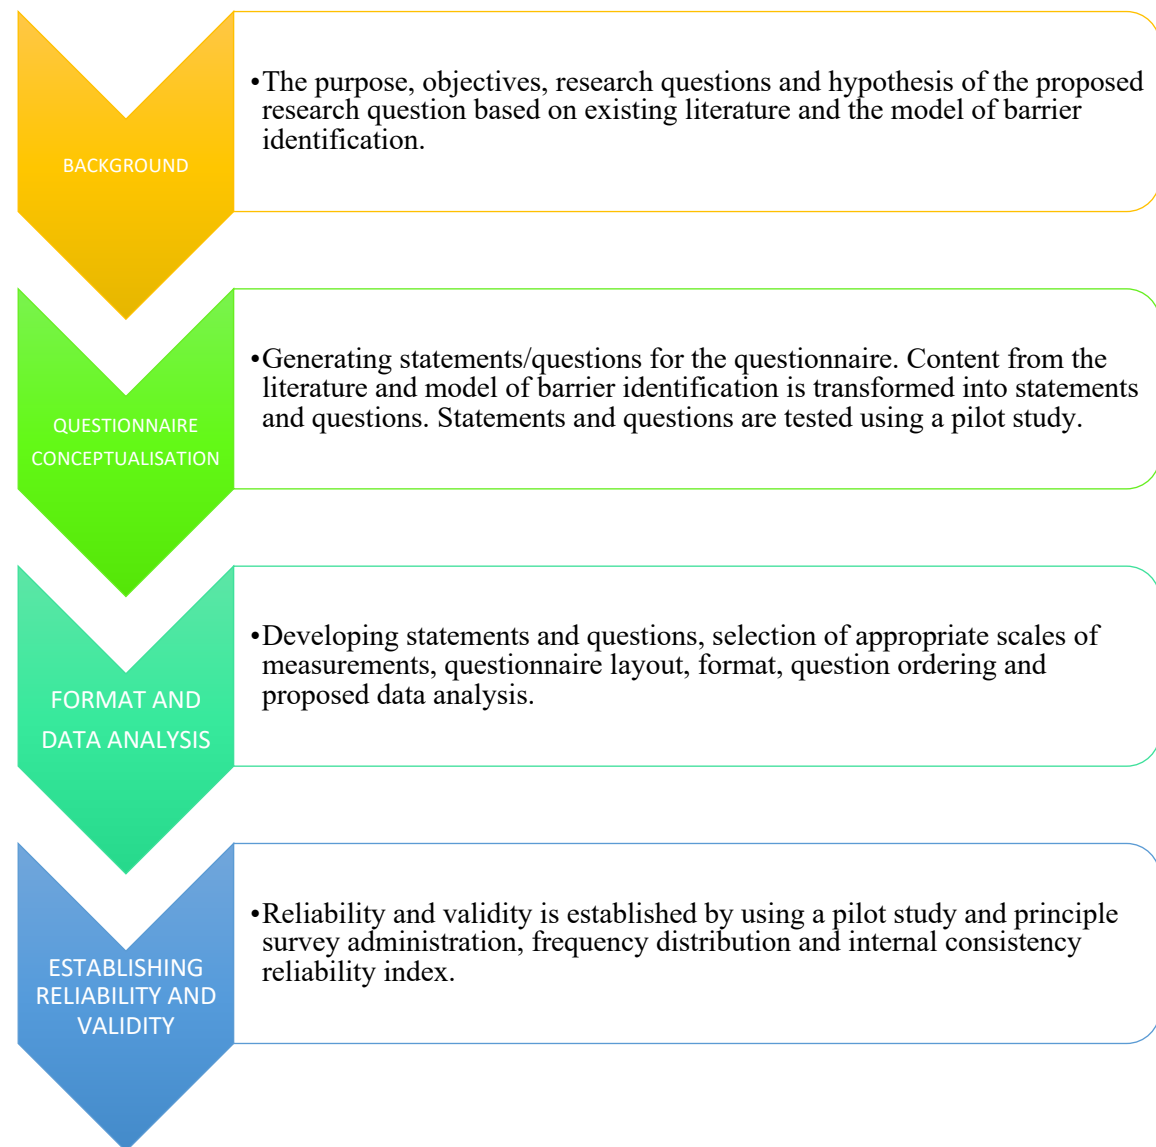 BACKGROUND
•The purpose, objectives, research questions and hypothesis of the proposed
research question based on existing literature and the model of barrier
identification.
QUESTIONNAIRE
CONCEPTUALISATION
•Generating statements/questions for the questionnaire. Content from the
literature and model of barrier identification is transformed into statements
and questions. Statements and questions are tested using a pilot study.
FORMAT AND
DATA ANALYSIS
•Developing statements and questions, selection of appropriate scales of
measurements, questionnaire layout, format, question ordering and
proposed data analysis.
ESTABLISHING
RELIABILITY AND
VALIDITY
•Reliability and validity is established by using a pilot study and principle
survey administration, frequency distribution and internal consistency
reliability index.